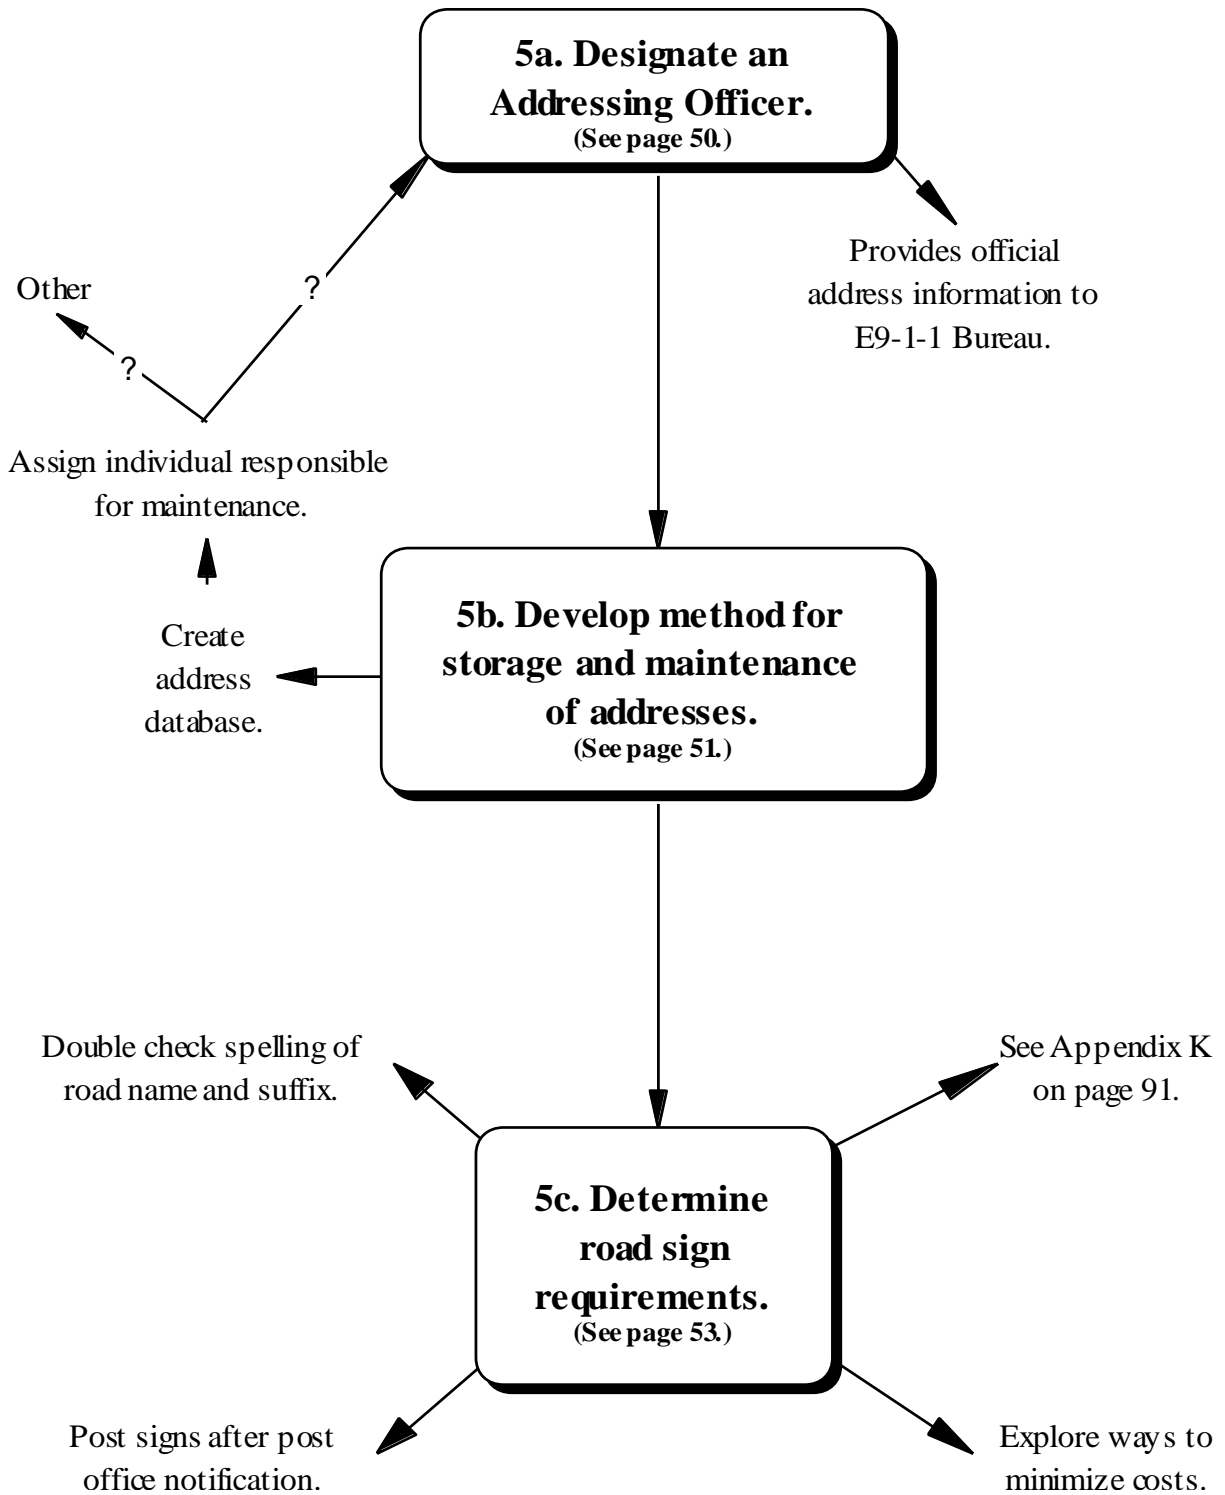 5a. Designate an
Addressing Officer.
(See page 50.)
Provides official
address information to
E9-1-1 Bureau.
Other
?
?
Assign individual responsible
for maintenance.
Create
address
database.
5b. Develop method for
storage and maintenance
of addresses.
(See page 51.)
Double check spelling of
road name and suffix.
See Appendix K
on page 91.
5c. Determine
road sign
requirements.
(See page 53.)
Post signs after post
office notification.
Explore ways to
minimize costs.